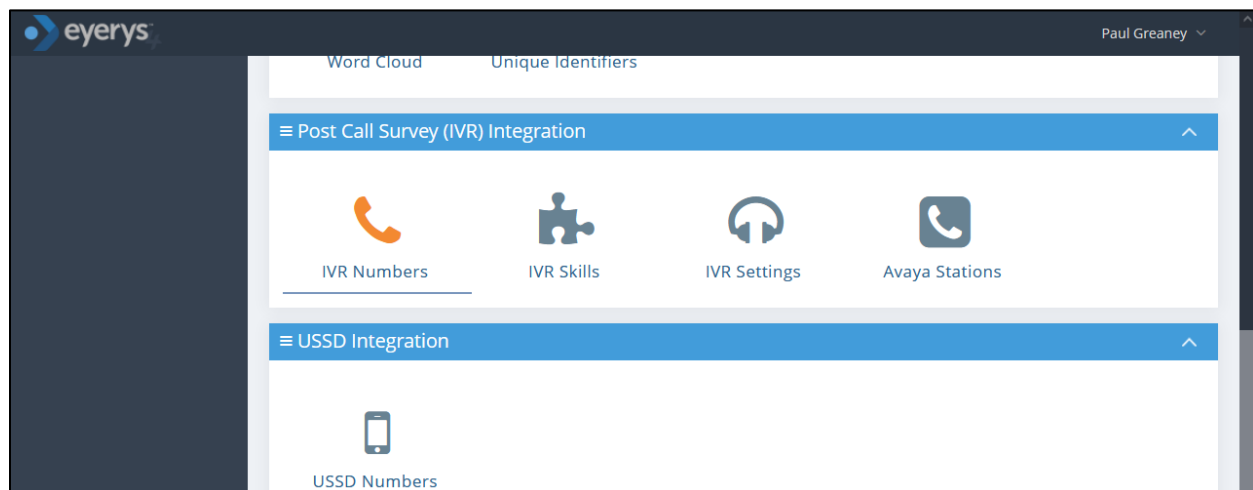 eyerys
Paul Greaney
Word Cloud Unique Identifiers
Post Call Survey (IVR) Integration
IVR Numbers IVR Skills IVR Settings Avaya Stations
USSD Integration
USSD Numbers